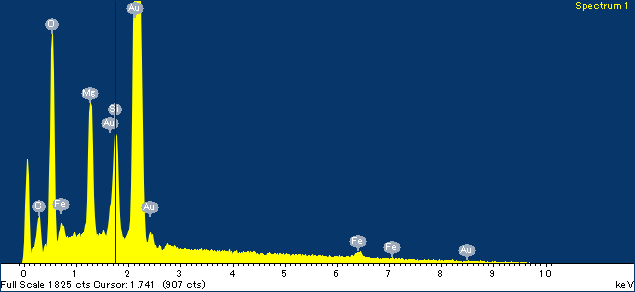 Spectrum 1
Au
O
Mg
Si
Au
Fe
Au
Fe
Fe
Au
0 1 2 3 4 5 6 7 8 9 10
Full Scale 1825 cts Cursor: 1.741 (907 cts) keV